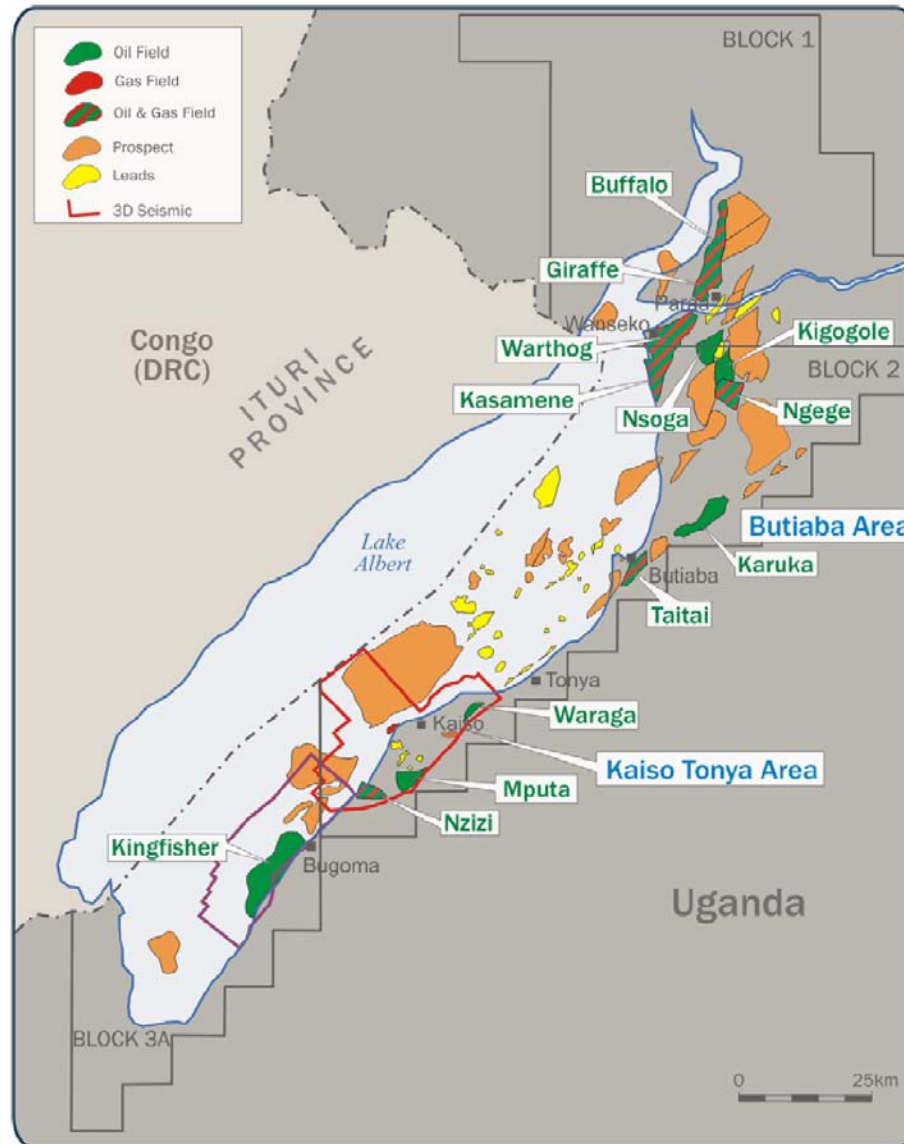 Oil Field
Gas Field
Oil & Gas Field
Prospect
Leads
3D Seismic
BLOCK 1
Buffalo
Giraffe
Wanseko
Warthog
Kigogole
Congo
(DRC)
ITURI
PROVINCE
BLOCK 2
Kasamene
Nsoga
Ngege
Butiaba Area
Lake
Albert
Karuka
Butiaba
Taitai
Tonya
Waraga
Kaiso
Kaiso Tonya Area
Mputa
Nzizi
Kingfisher
Bugoma
Uganda
BLOCK 3A
0 25km